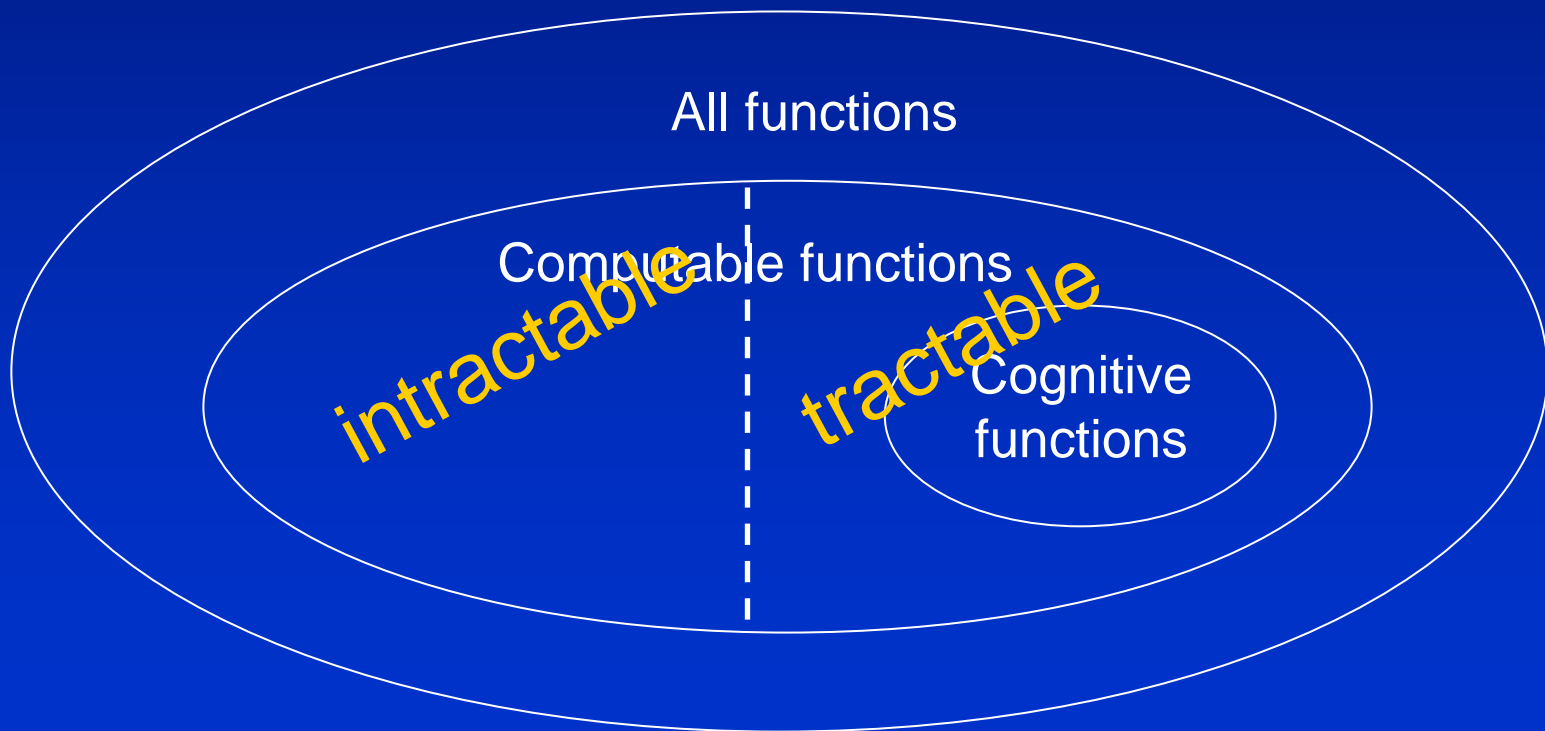 All functions
Computable functions
intractable
tractable
Cognitive
functions